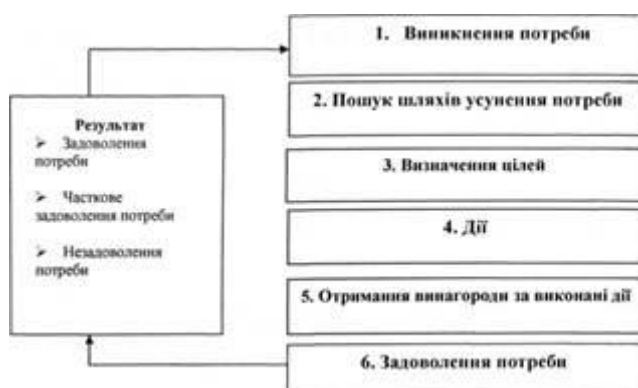 1. Виникнення потреби
2. Пошук шляхів усунення потреби
3. Визначення цілей
4. Дії
5. Отримання винагороди за виконані дії
6. Задоволення потреби
Результат
➢ Задоволення
потреби
➢ Часткове
задоволення потреби
➢ Незадоволення
потреби